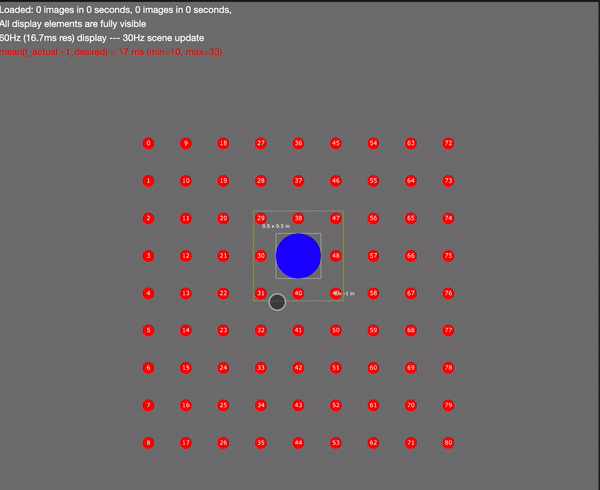 Loaded: 0 images in 0 seconds, 0 images in 0 seconds,
All display elements are fully visible
60Hz (16.7ms res) display --- 30Hz scene update
mean(t_actual - t_desired) = 17 ms (min=10, max=33)
0 9 18 27 36 45 54 63 72
1 10 19 28 37 46 55 64 73
2 11 20 29 38 47 56 65 74
0.5 x 0.5 in
3 12 21 30 48 57 66 75
4 13 22 31 40 in 58 67 76
5 14 23 32 41 50 59 68 77
6 15 24 33 42 51 60 69 78
7 16 25 34 43 52 61 70 79
8 17 26 35 44 53 62 71 80